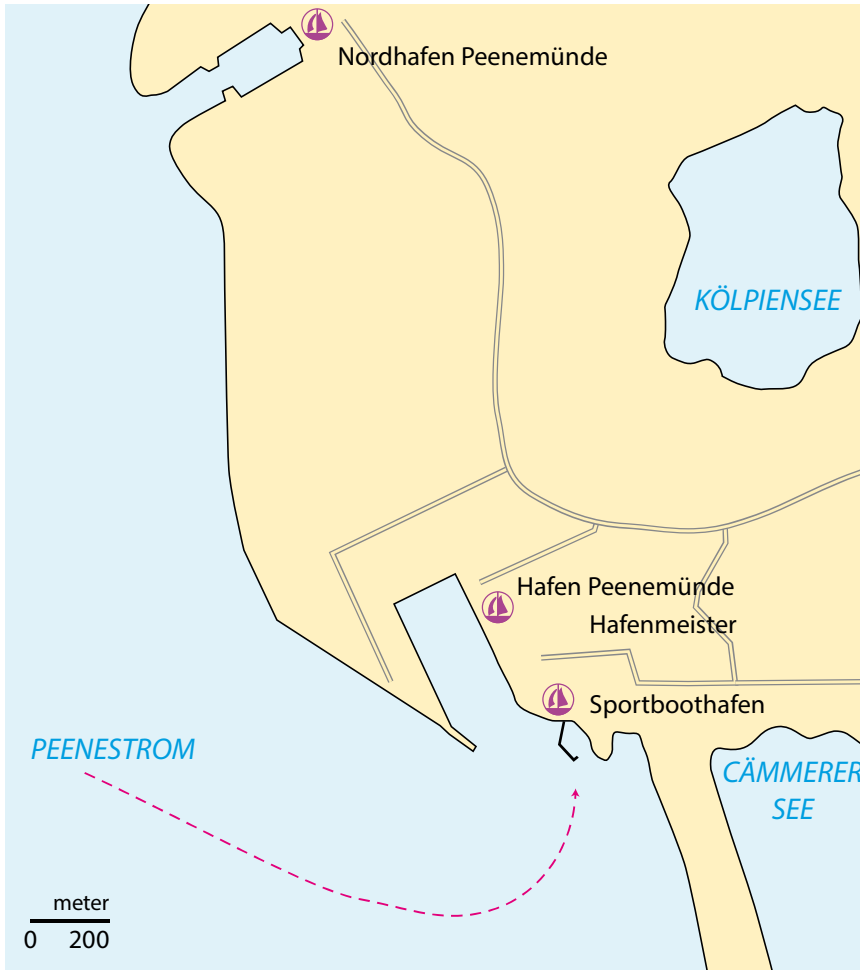 Nordhafen Peenemünde
KÖLPIENSEE
Hafen Peenemünde
Hafenmeister
Sportboothafen
PEENESTROM
CÄMMERER
SEE
meter
0 200